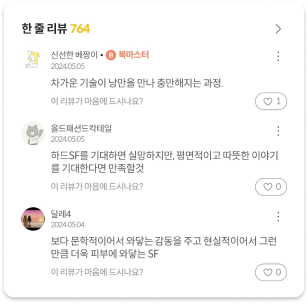 한 줄 리뷰 764
신선한 베짱이 • B 북마스터
2024.05.05
차가운 기술이 낭만을 만나 충만해지는 과정.
이 리뷰가 마음에 드시나요?
1
올드패션드칵테일
2024.05.05
하드SF를 기대하면 실망하지만, 평면적이고 따뜻한 이야기
를 기대한다면 만족할것
이 리뷰가 마음에 드시나요?
0
달레4
2024.05.04
보다 문학적이어서 와닿는 감동을 주고 현실적이어서 그런
만큼 더욱 피부에 와닿는 SF
이 리뷰가 마음에 드시나요?
0